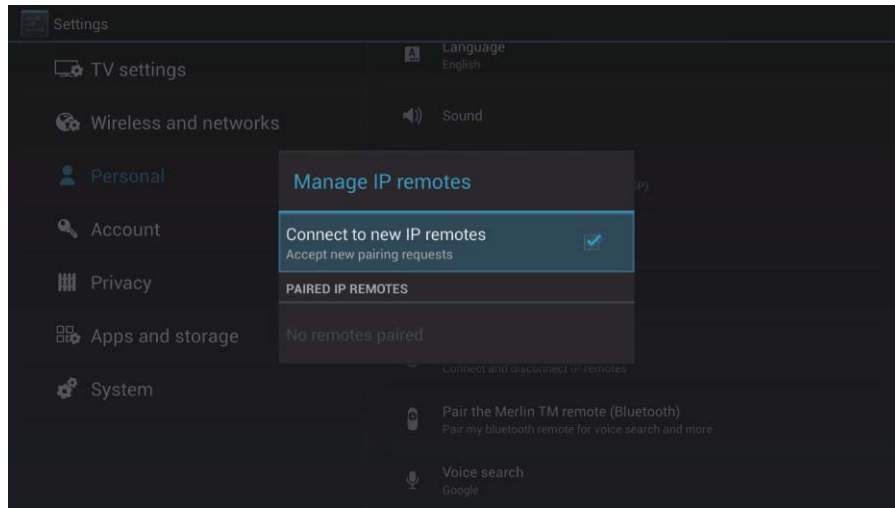 Settings
TV settings
Wireless and networks
Personal
Account
Privacy
Apps and storage
System
Language
English
Sound
GP)
Manage IP remotes
Connect to new IP remotes
Accept new pairing requests
PAIRED IP REMOTES
No remotes paired
Connect and disconnect IP remotes
Pair the Merlin TM remote (Bluetooth)
Pair my bluetooth remote for voice search and more
Voice search
Google